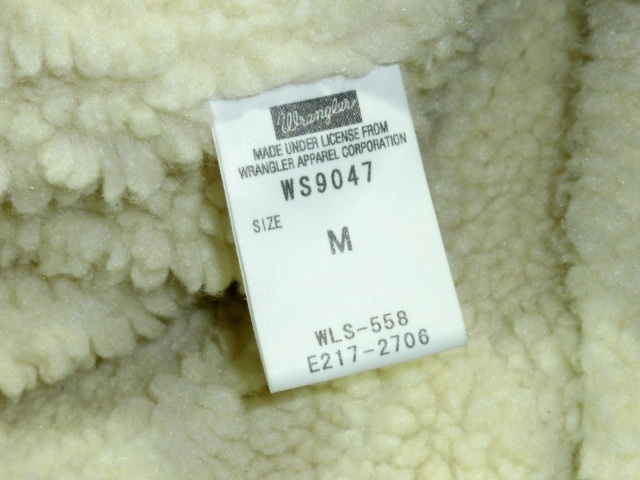 Wrangler
MADE UNDER LICENSE FROM
WRANGLER APPAREL CORPORATION
WS9047
SIZE
M
WLS-558
E217-2706